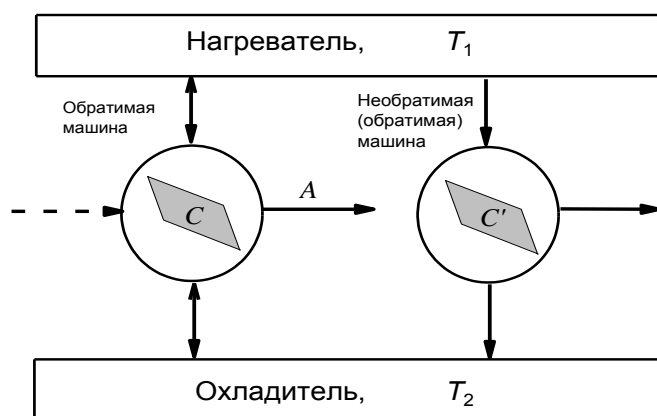 Нагреватель, T1
Обратимая
машина
Необратимая
(обратимая)
машина
A
C
C'
Охладитель, T2